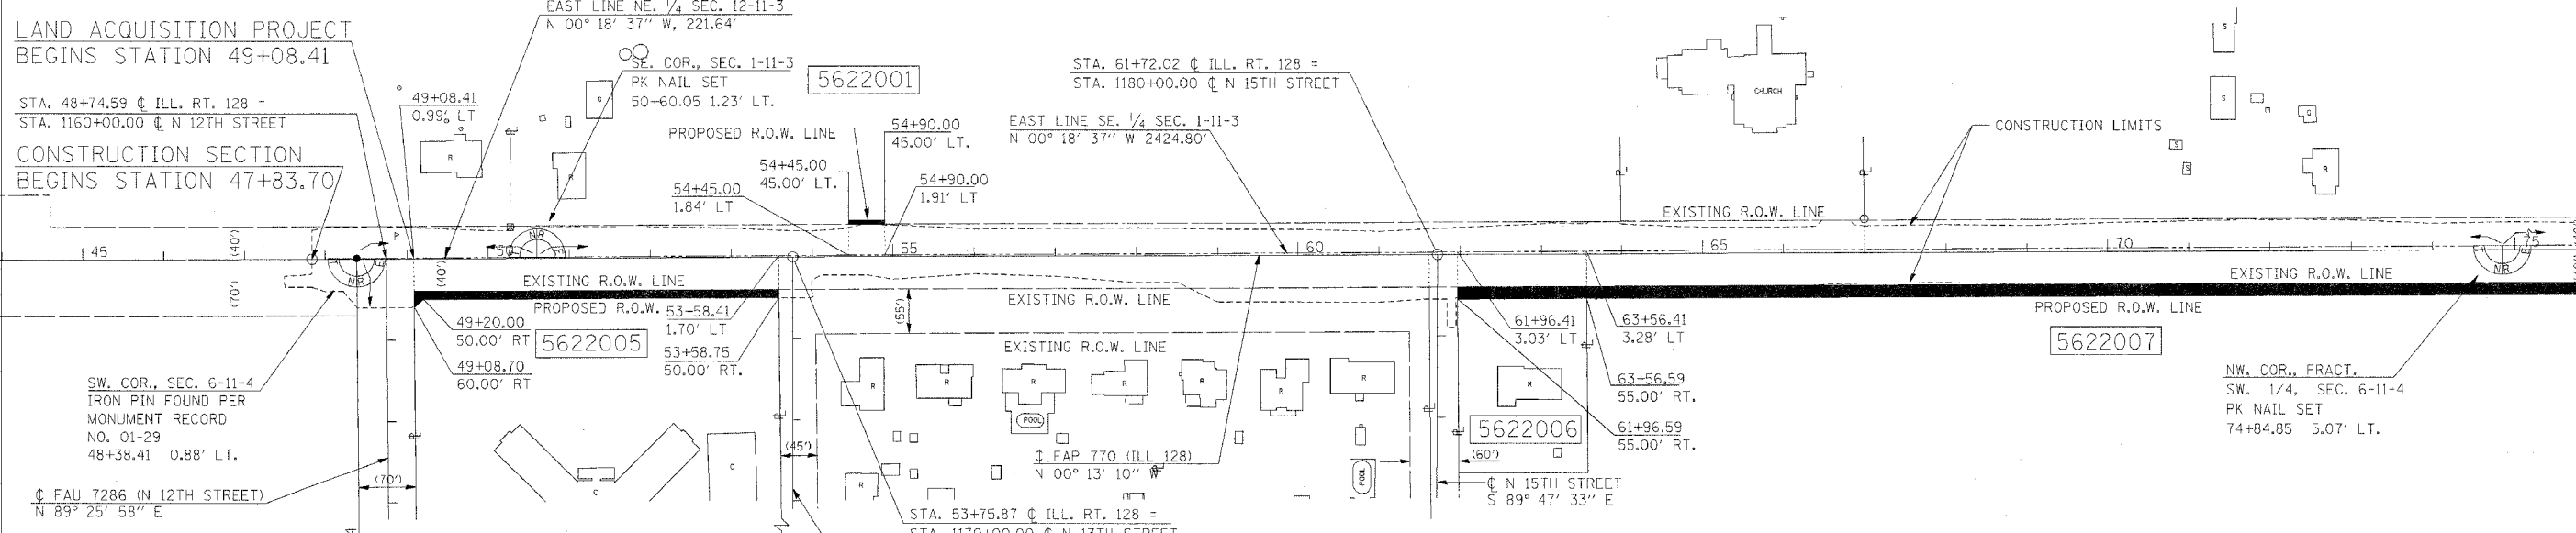 LAND ACQUISITION PROJECT
BEGINS STATION 49+08.41
STA. 48+74.59 ℄ ILL. RT. 128 =
STA. 1160+00.00 ℄ N 12TH STREET
CONSTRUCTION SECTION
BEGINS STATION 47+83.70
EAST LINE NE. 1/4 SEC. 12-11-3
N 00° 18' 37" W, 221.64'
SE. COR., SEC. 1-11-3
PK NAIL SET
50+60.05 1.23' LT.
5622001
49+08.41
0.99' LT
PROPOSED R.O.W. LINE
54+90.00
45.00' LT.
54+45.00
45.00' LT.
54+45.00
1.84' LT
54+90.00
1.91' LT
EAST LINE SE. 1/4 SEC. 1-11-3
N 00° 18' 37" W 2424.80'
STA. 61+72.02 ℄ ILL. RT. 128 =
STA. 1180+00.00 ℄ N 15TH STREET
CHURCH
CONSTRUCTION LIMITS
EXISTING R.O.W. LINE
S
S
S
S
G
R
R
R
G
45
(40')
(70')
(40')
50
55
60
65
70
75
N/R
N/R
N/R
EXISTING R.O.W. LINE
PROPOSED R.O.W.
49+20.00
50.00' RT
5622005
49+08.70
60.00' RT
53+58.41
1.70' LT
53+58.75
50.00' RT.
EXISTING R.O.W. LINE
(55')
EXISTING R.O.W. LINE
R
R
R
R
R
R
R
R
POOL
POOL
61+96.41
3.03' LT
63+56.41
3.28' LT
63+56.59
55.00' RT.
61+96.59
55.00' RT.
R
5622006
(60')
EXISTING R.O.W. LINE
PROPOSED R.O.W. LINE
5622007
NW. COR., FRACT.
SW. 1/4, SEC. 6-11-4
PK NAIL SET
74+84.85 5.07' LT.
SW. COR., SEC. 6-11-4
IRON PIN FOUND PER
MONUMENT RECORD
NO. 01-29
48+38.41 0.88' LT.
℄ FAU 7286 (N 12TH STREET)
N 89° 25' 58" E
(70')
C
C
(45')
℄ FAP 770 (ILL 128)
N 00° 13' 10" W
℄ N 15TH STREET
S 89° 47' 33" E
STA. 53+75.87 ℄ ILL. RT. 128 =
STA. 1170+00.00 ℄ N 13TH STREET